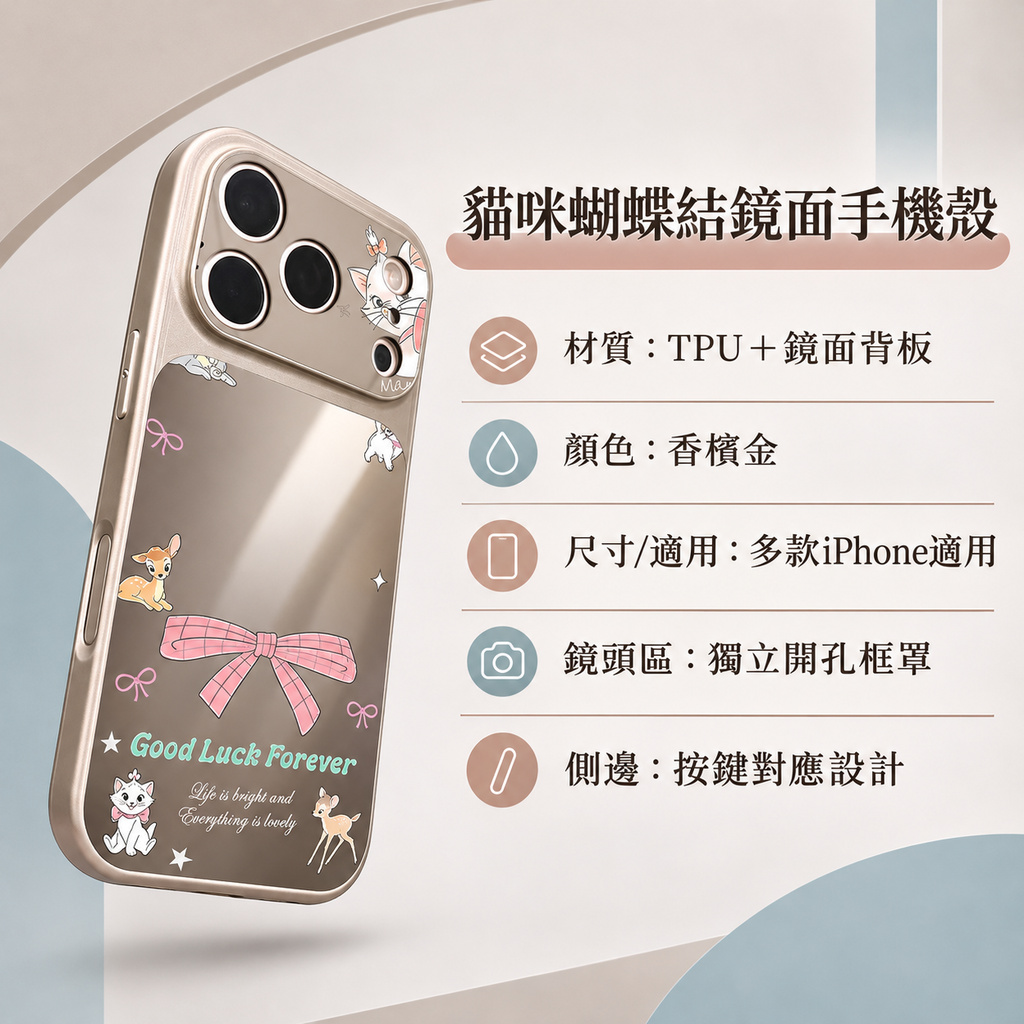 貓咪蝴蝶結鏡面手機殼
材質：TPU＋鏡面背板
顏色：香檳金
尺寸/適用：多款iPhone適用
鏡頭區：獨立開孔框罩
側邊：按鍵對應設計
Good Luck Forever
Life is bright and
Everything is lovely